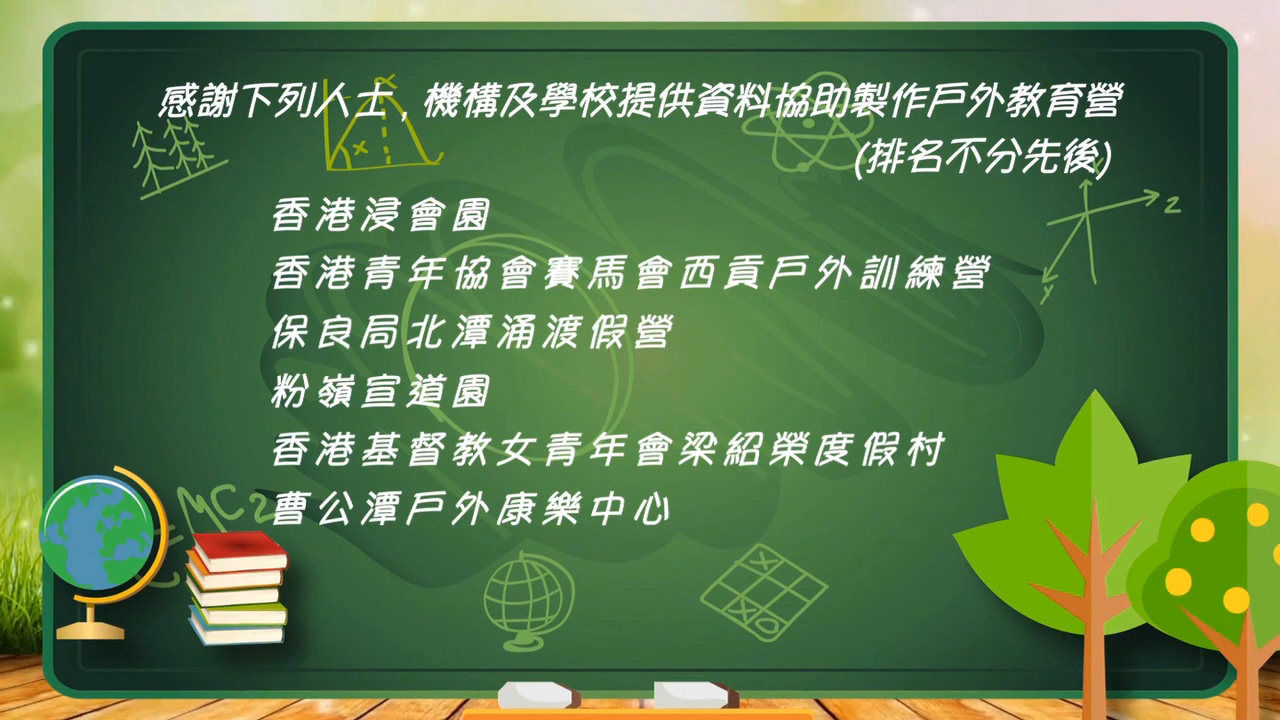 感謝下列人士，機構及學校提供資料協助製作戶外教育營
(排名不分先後)
香港浸會園
香港青年協會賽馬會西貢戶外訓練營
保良局北潭涌渡假營
粉嶺宣道園
香港基督教女青年會梁紹榮度假村
曹公潭戶外康樂中心